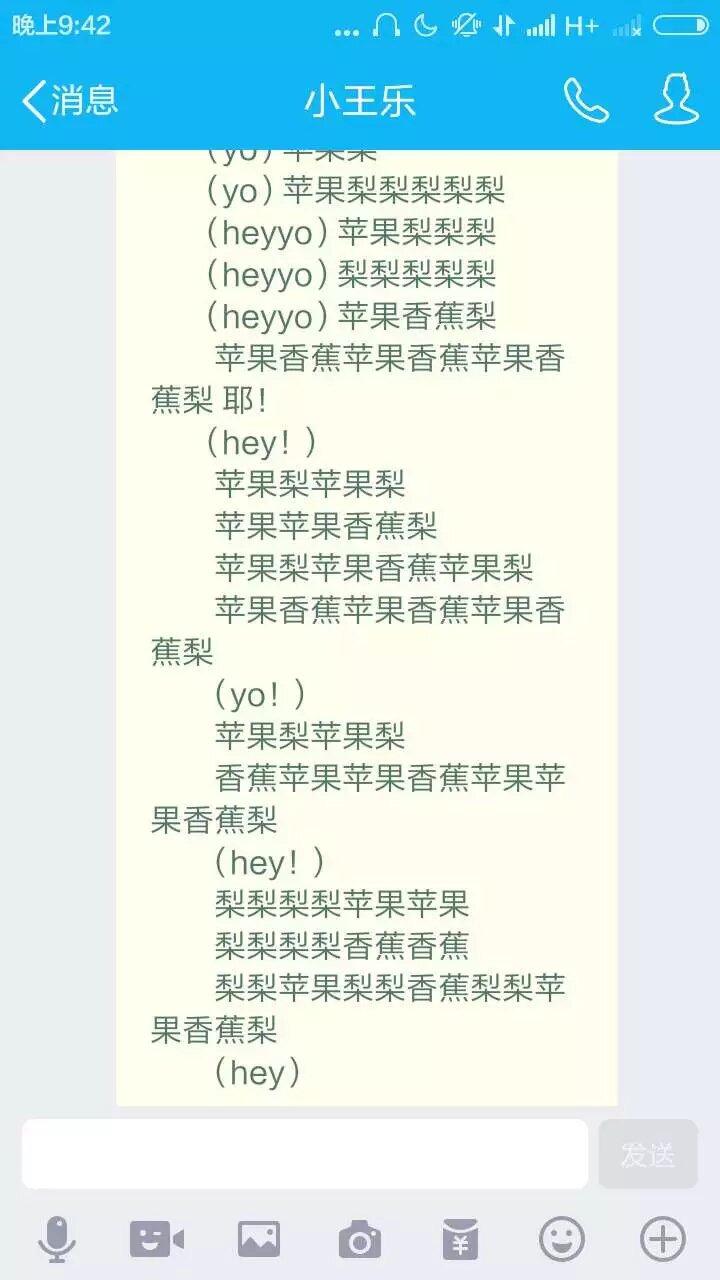 晚上9:42
H+
消息
小王乐
(yo)苹果梨
(yo)苹果梨梨梨梨梨
(heyyo)苹果梨梨梨
(heyyo)梨梨梨梨梨
(heyyo)苹果香蕉梨
苹果香蕉苹果香蕉苹果香
蕉梨 耶!
(hey!)
苹果梨苹果梨
苹果苹果香蕉梨
苹果梨苹果香蕉苹果梨
苹果香蕉苹果香蕉苹果香
蕉梨
(yo!)
苹果梨苹果梨
香蕉苹果苹果香蕉苹果苹
果香蕉梨
(hey!)
梨梨梨梨苹果苹果
梨梨梨梨香蕉香蕉
梨梨苹果梨梨香蕉梨梨苹
果香蕉梨
(hey)
发送